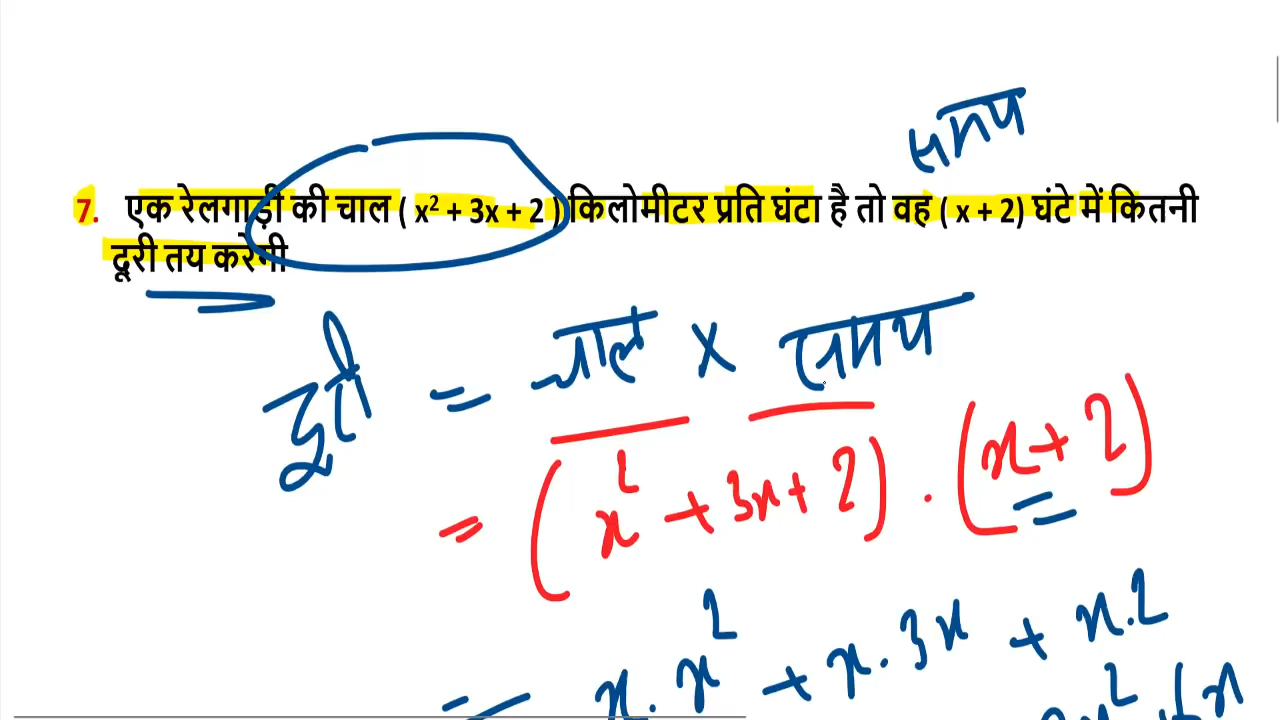 समय
7. एक रेलगाड़ी की चाल ( x² + 3x + 2 ) किलोमीटर प्रति घंटा है तो वह ( x + 2) घंटे में कितनी
दूरी तय करेगी
दूरी = चाल x समय
= (x² + 3x + 2) . (x + 2)
= x . x² + x . 3x + x . 2